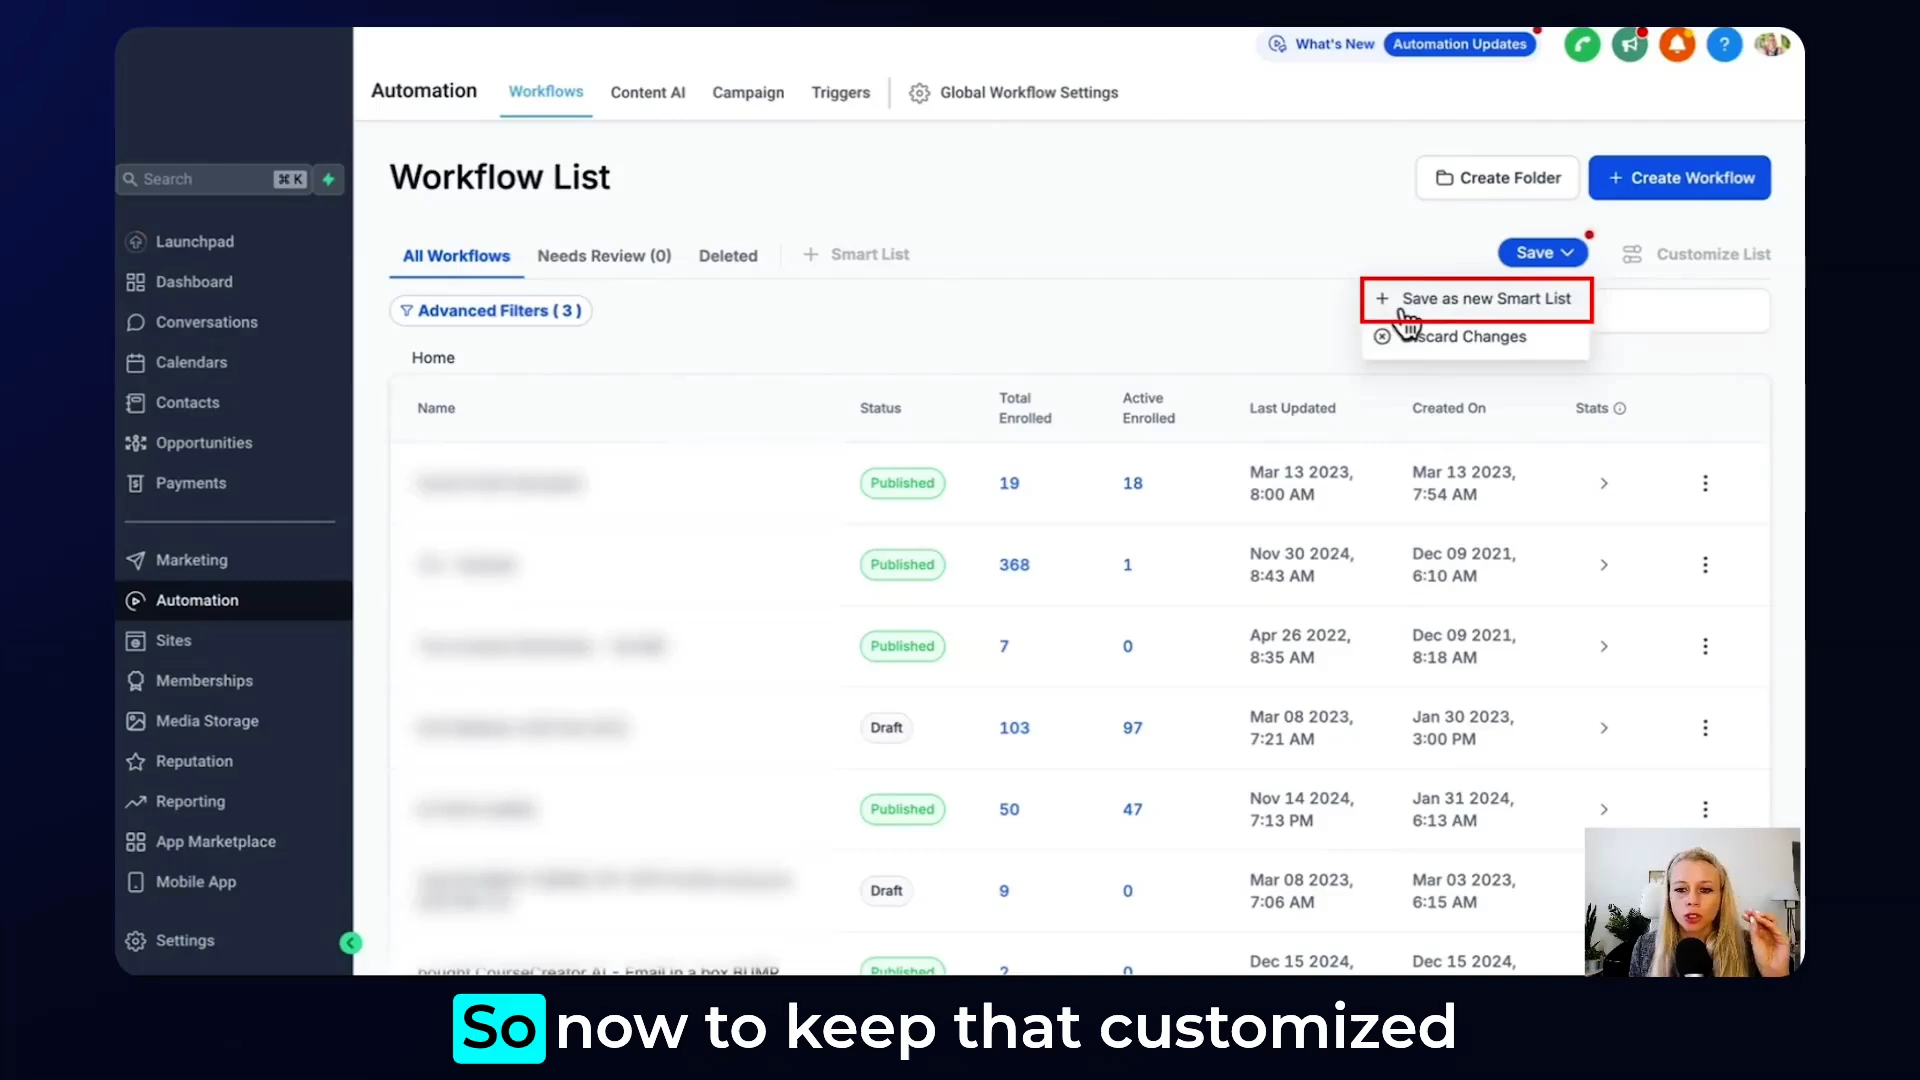 What's New
Automation Updates
?
Automation
Workflows
Content AI
Campaign
Triggers
Global Workflow Settings
Search
⌘ K
Workflow List
Create Folder
+ Create Workflow
Launchpad
Dashboard
Conversations
Calendars
Contacts
Opportunities
Payments
Marketing
Automation
Sites
Memberships
Media Storage
Reputation
Reporting
App Marketplace
Mobile App
Settings
All Workflows
Needs Review (0)
Deleted
+ Smart List
Save
Customize List
Advanced Filters ( 3 )
+ Save as new Smart List
scard Changes
Home
Name
Status
Total Enrolled
Active Enrolled
Last Updated
Created On
Stats
Published 19 18 Mar 13 2023, 8:00 AM Mar 13 2023, 7:54 AM
Published 368 1 Nov 30 2024, 8:43 AM Dec 09 2021, 6:10 AM
Published 7 0 Apr 26 2022, 8:35 AM Dec 09 2021, 8:18 AM
Draft 103 97 Mar 08 2023, 7:21 AM Jan 30 2023, 3:00 PM
Published 50 47 Nov 14 2024, 7:13 PM Jan 31 2024, 6:13 AM
Draft 9 0 Mar 08 2023, 7:06 AM Mar 03 2023, 6:15 AM
bought CourseCreator AI - Email in a box BUMP Published 2 0 Dec 15 2024, Dec 15 2024,
So now to keep that customized